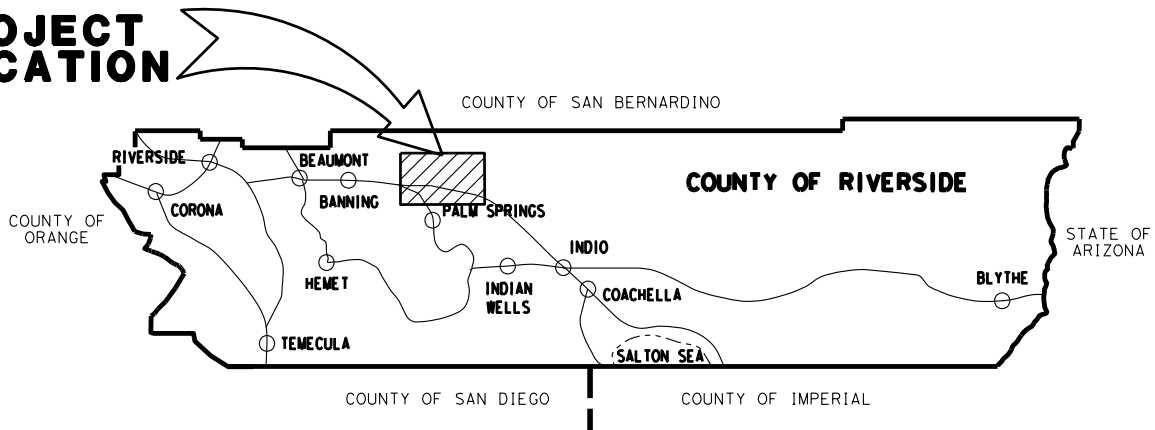 OJECT
CATION
COUNTY OF SAN BERNARDINO
RIVERSIDE
BEAUMONT
BANNING
COUNTY OF RIVERSIDE
CORONA
PALM SPRINGS
COUNTY OF
ORANGE
STATE OF
ARIZONA
INDIO
HEMET
INDIAN
WELLS
COACHELLA
BLYTHE
TEMECULA
SALTON SEA
COUNTY OF SAN DIEGO
COUNTY OF IMPERIAL